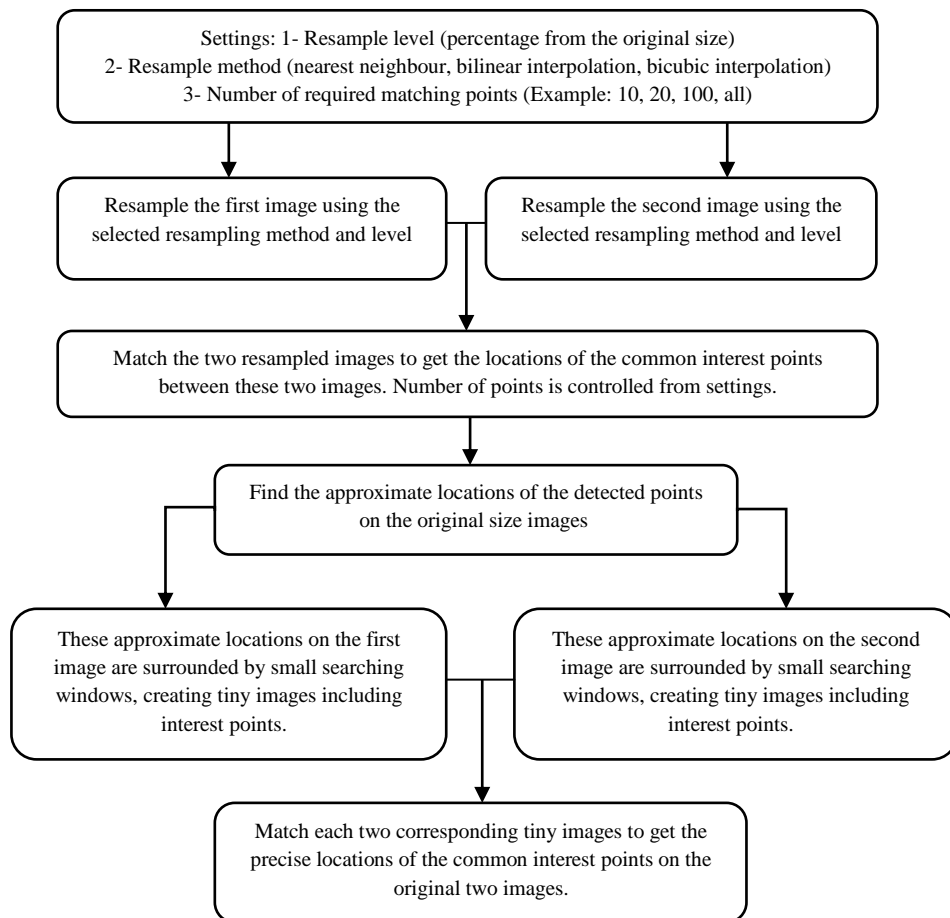 Settings: 1- Resample level (percentage from the original size)
2- Resample method (nearest neighbour, bilinear interpolation, bicubic interpolation)
3- Number of required matching points (Example: 10, 20, 100, all)
Resample the first image using the
selected resampling method and level
Resample the second image using the
selected resampling method and level
Match the two resampled images to get the locations of the common interest points
between these two images. Number of points is controlled from settings.
Find the approximate locations of the detected points
on the original size images
These approximate locations on the first
image are surrounded by small searching
windows, creating tiny images including
interest points.
These approximate locations on the second
image are surrounded by small searching
windows, creating tiny images including
interest points.
Match each two corresponding tiny images to get the
precise locations of the common interest points on the
original two images.